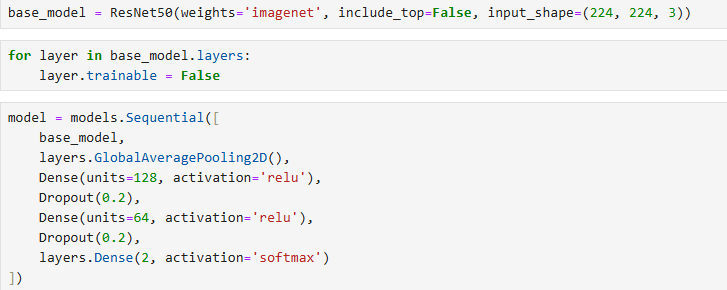 base_model = ResNet50(weights='imagenet', include_top=False, input_shape=(224, 224, 3))
for layer in base_model.layers:
    layer.trainable = False
model = models.Sequential([
    base_model,
    layers.GlobalAveragePooling2D(),
    Dense(units=128, activation='relu'),
    Dropout(0.2),
    Dense(units=64, activation='relu'),
    Dropout(0.2),
    layers.Dense(2, activation='softmax')
])